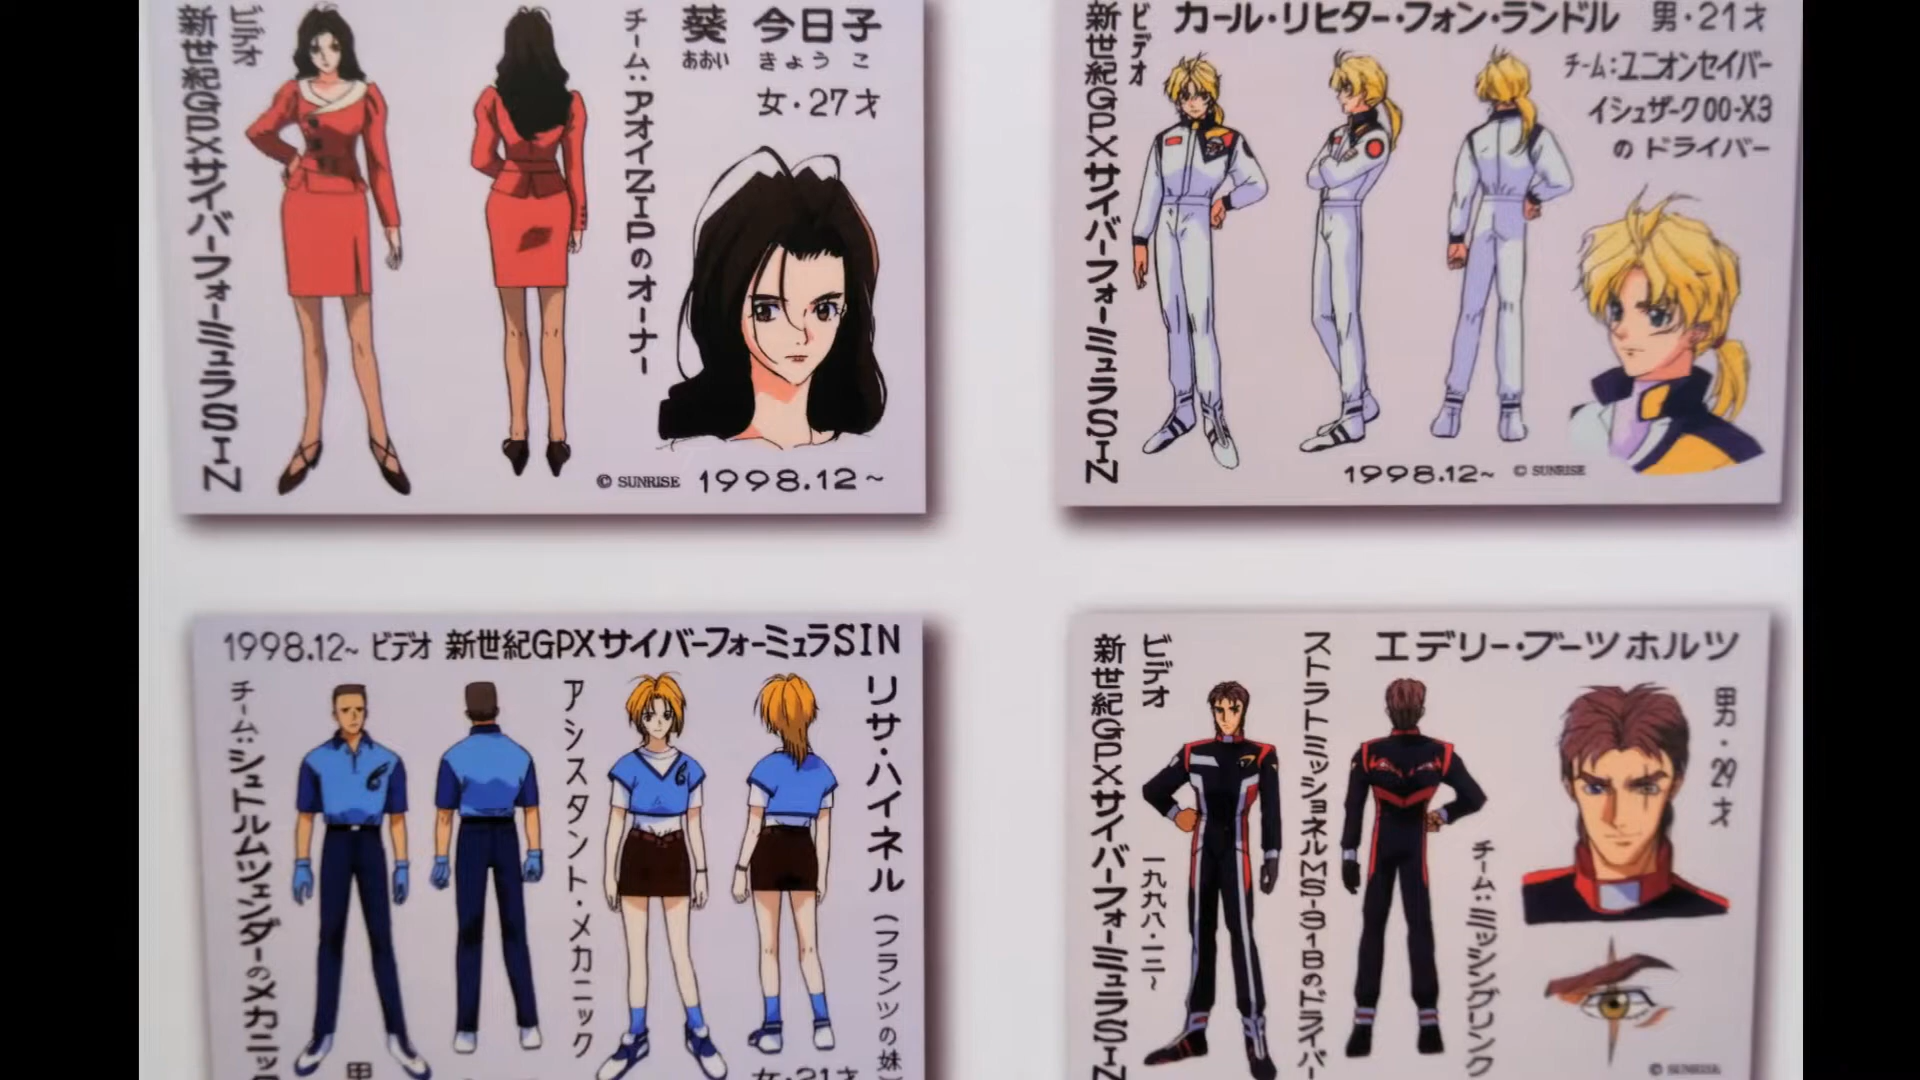 ビデオ
新世紀GPXサイバーフォーミュラSIN
チーム:アオイZIPのオーナー
葵 今日子
あおい きょうこ
女・27才
© SUNRISE
1998.12~
ビデオ
新世紀GPXサイバーフォーミュラSIN
カール・リヒター・フォン・ランドル
男・21才
チーム:ユニオンセイバー
イシュザーク00-X3
のドライバー
1998.12~
© SUNRISE
1998.12~ ビデオ 新世紀GPXサイバーフォーミュラSIN
チーム:シュトルムツェンダーのメカニック
男
アシスタント・メカニック
リサ・ハイネル
(フランツの妹)
女・21才
ビデオ
新世紀GPXサイバーフォーミュラSIN
一九九八・一二~
ストラトミッショネルMS-31Bのドライバー
エデリー・ブーツホルツ
男・29才
チーム:ミッシングリンク
© SUNRISE